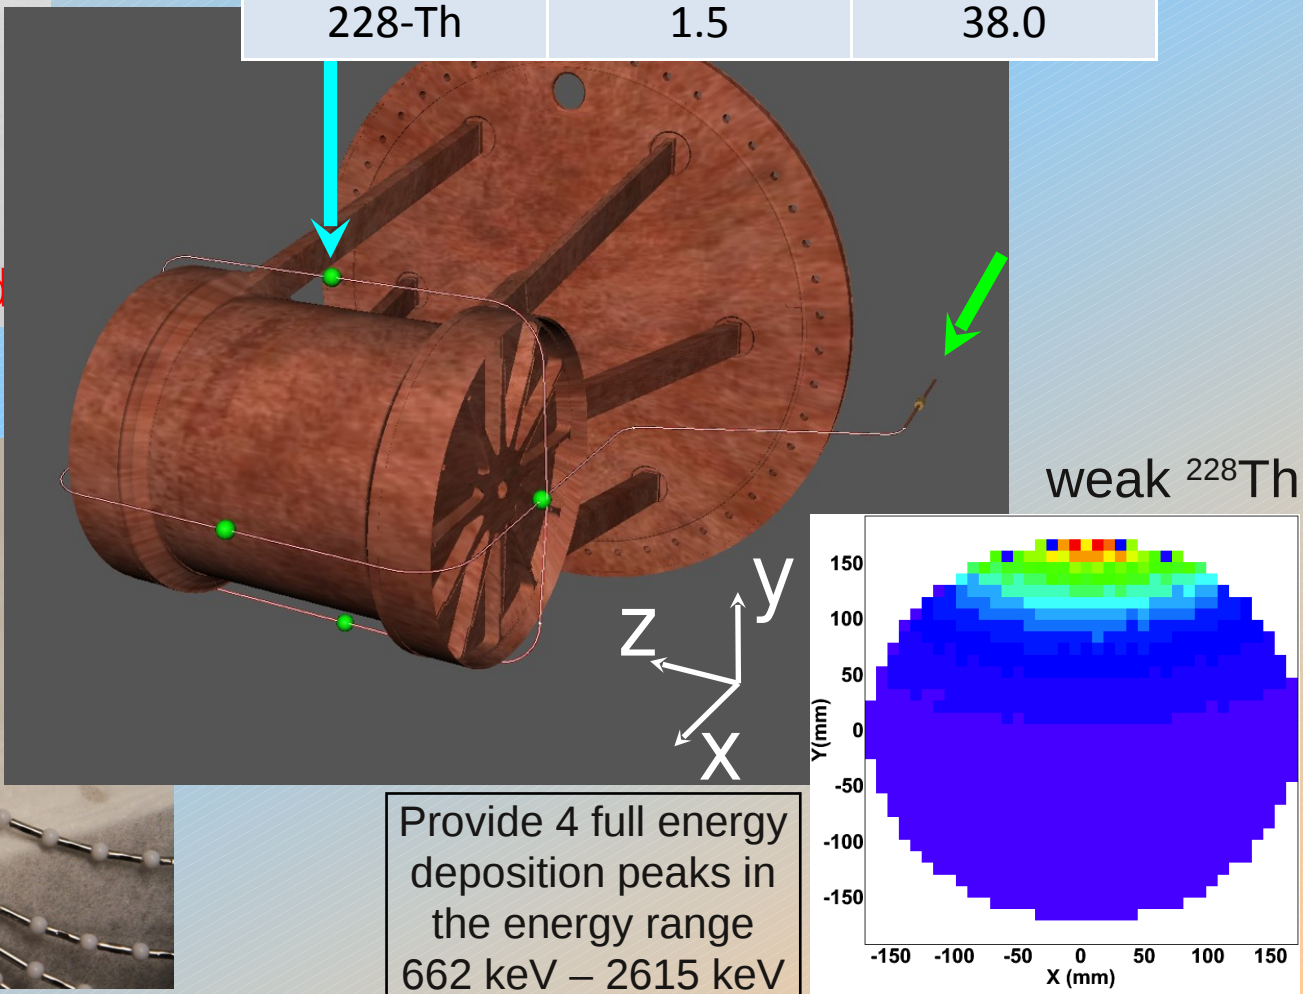 228-Th 1.5 38.0
y
z
x
weak ²²⁸Th
150
100
50
0
-50
-100
-150
Y(mm)
-150 -100 -50 0 50 100 150
X (mm)
Provide 4 full energy
deposition peaks in
the energy range
662 keV – 2615 keV